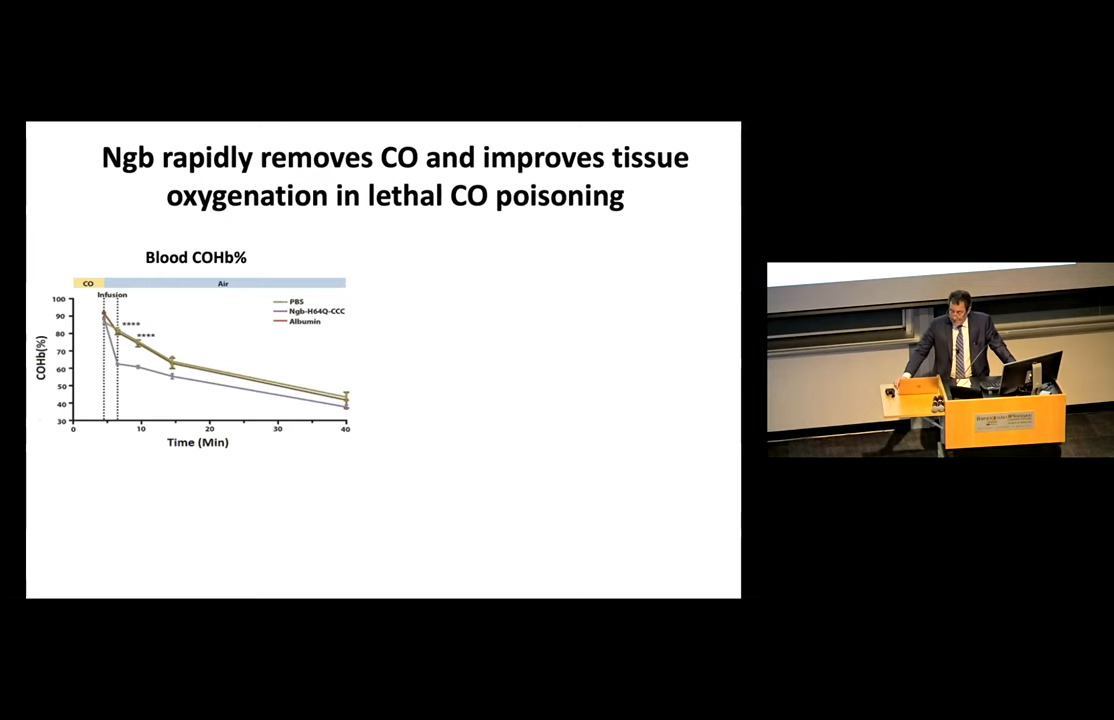 Ngb rapidly removes CO and improves tissue
oxygenation in lethal CO poisoning
Blood COHb%
CO
Air
Infusion
100
90
80
70
60
50
40
30
COHb(%)
****
****
PBS
Ngb-H64Q-CCC
Albumin
0
10
20
30
40
Time (Min)